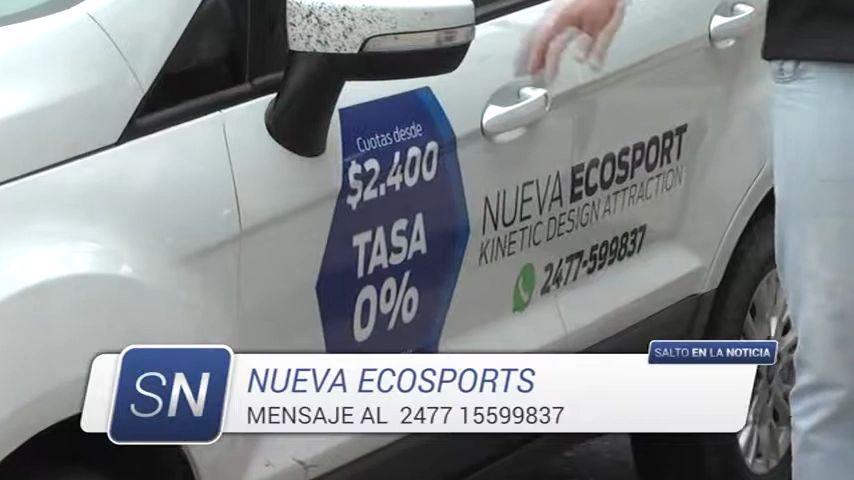 Cuotas desde
$2.400
TASA
0%
NUEVA ECOSPORT
KINETIC DESIGN ATTRACTION
2477-599837
SALTO EN LA NOTICIA
SN
NUEVA ECOSPORTS
MENSAJE AL 2477 15599837